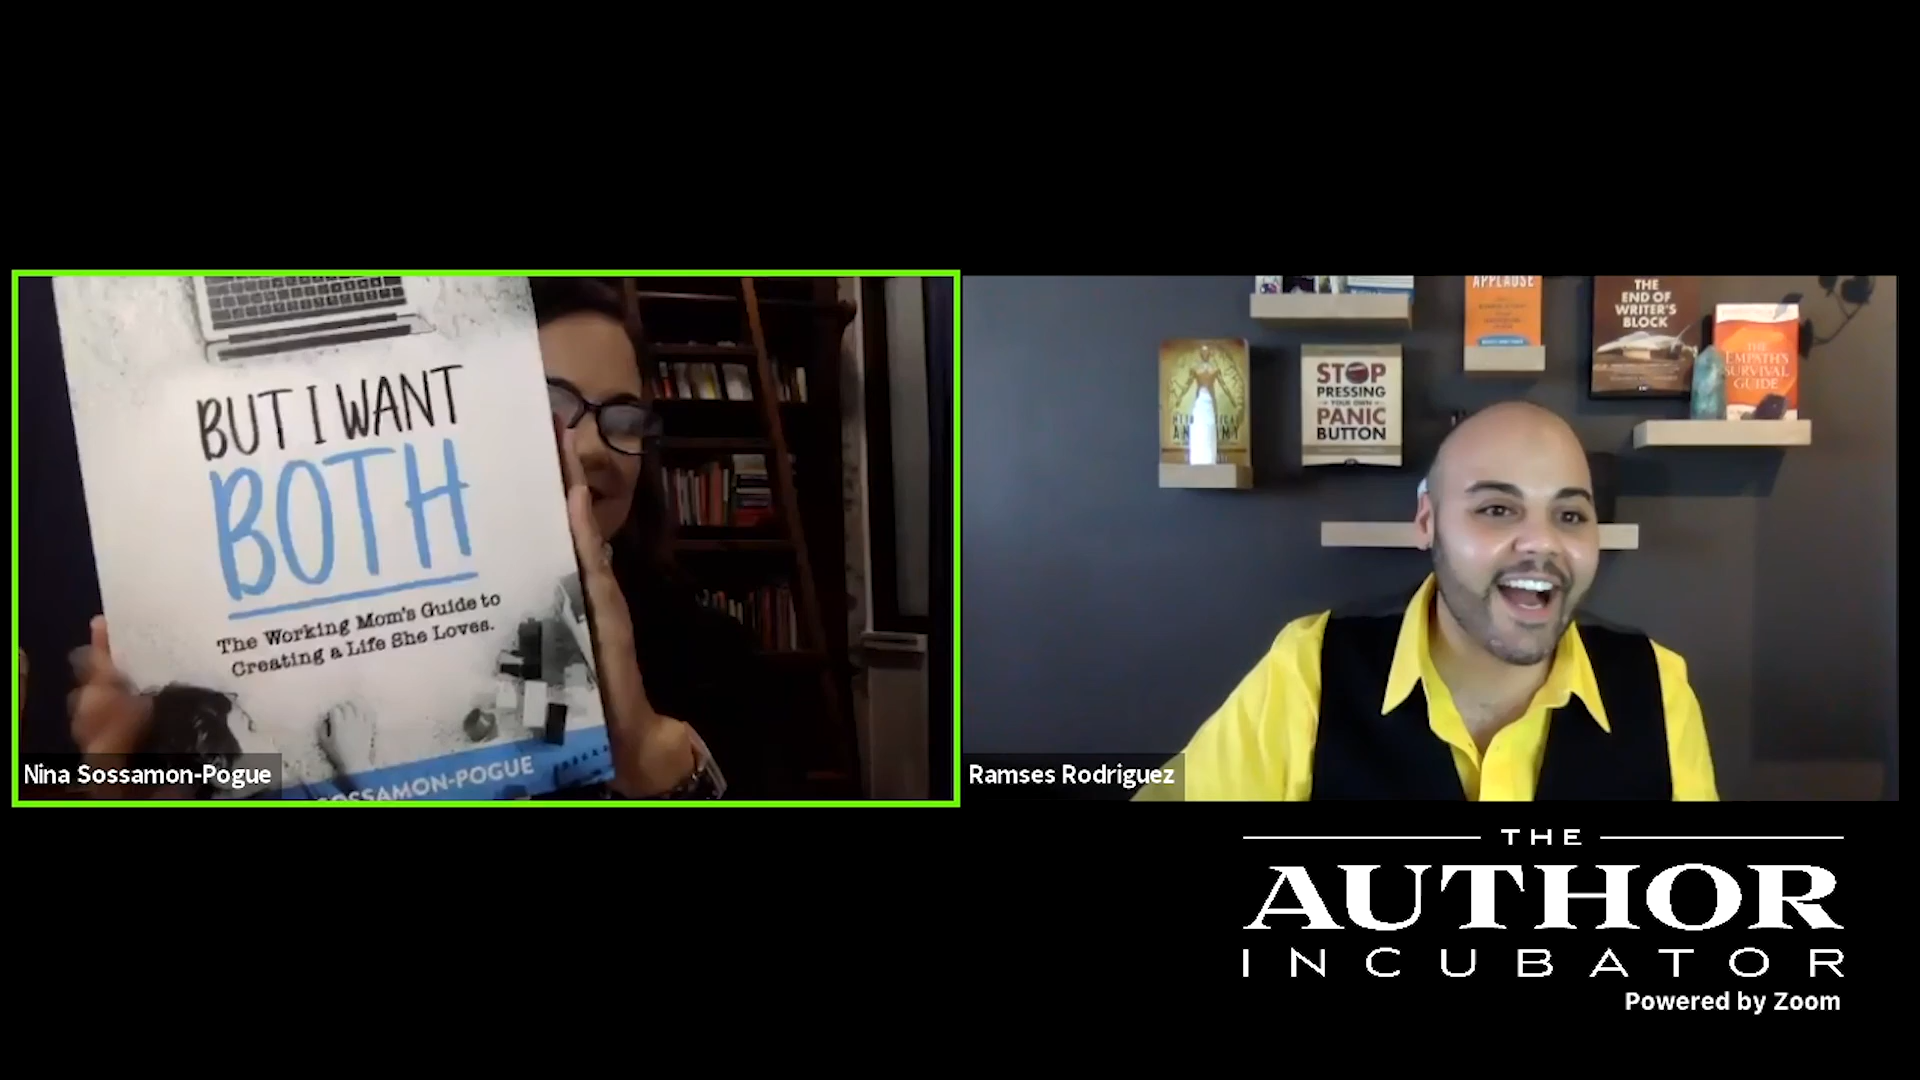 BUT I WANT
BOTH
The Working Mom's Guide to
Creating a Life She Loves.
SOSSAMON-POGUE
Nina Sossamon-Pogue
APPLAUSE
THE
END OF
WRITER'S
BLOCK
THE
EMPATH'S
SURVIVAL
GUIDE
STOP
PRESSING
YOUR OWN
PANIC
BUTTON
Ramses Rodriguez
THE
AUTHOR
INCUBATOR
Powered by Zoom